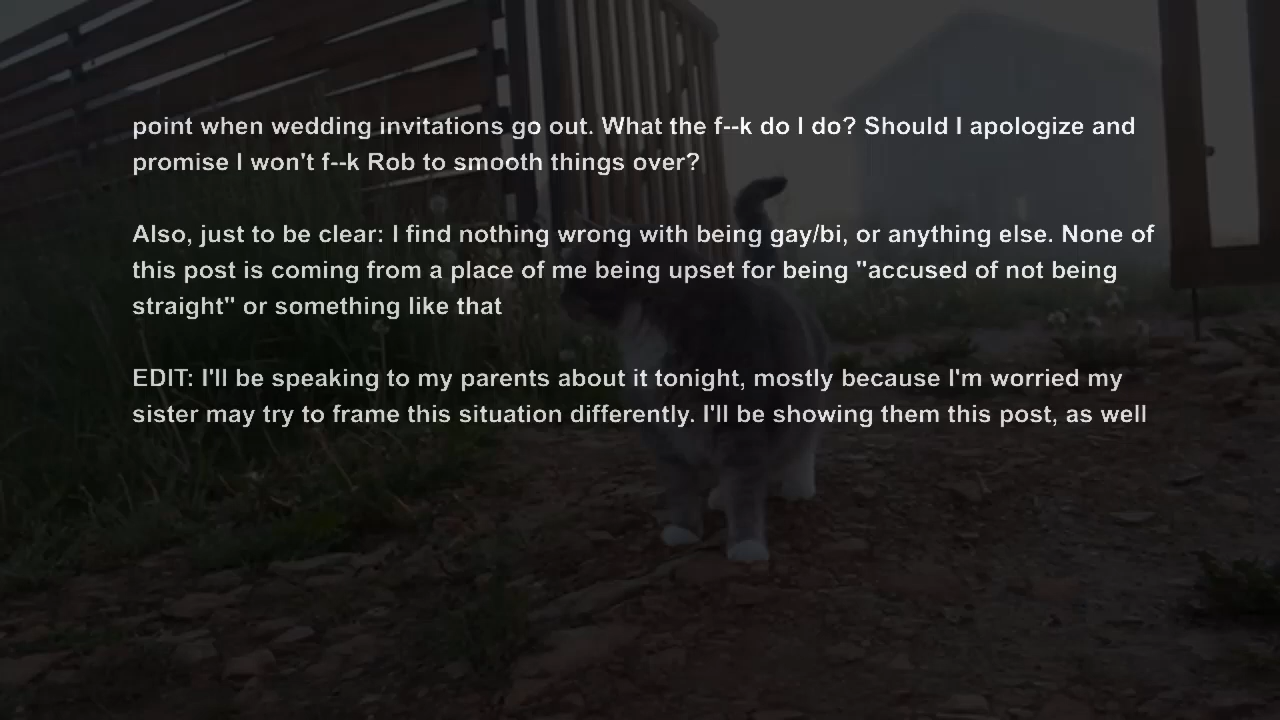 point when wedding invitations go out. What the f--k do I do? Should I apologize and
promise I won't f--k Rob to smooth things over?
Also, just to be clear: I find nothing wrong with being gay/bi, or anything else. None of
this post is coming from a place of me being upset for being "accused of not being
straight" or something like that
EDIT: I'll be speaking to my parents about it tonight, mostly because I'm worried my
sister may try to frame this situation differently. I'll be showing them this post, as well